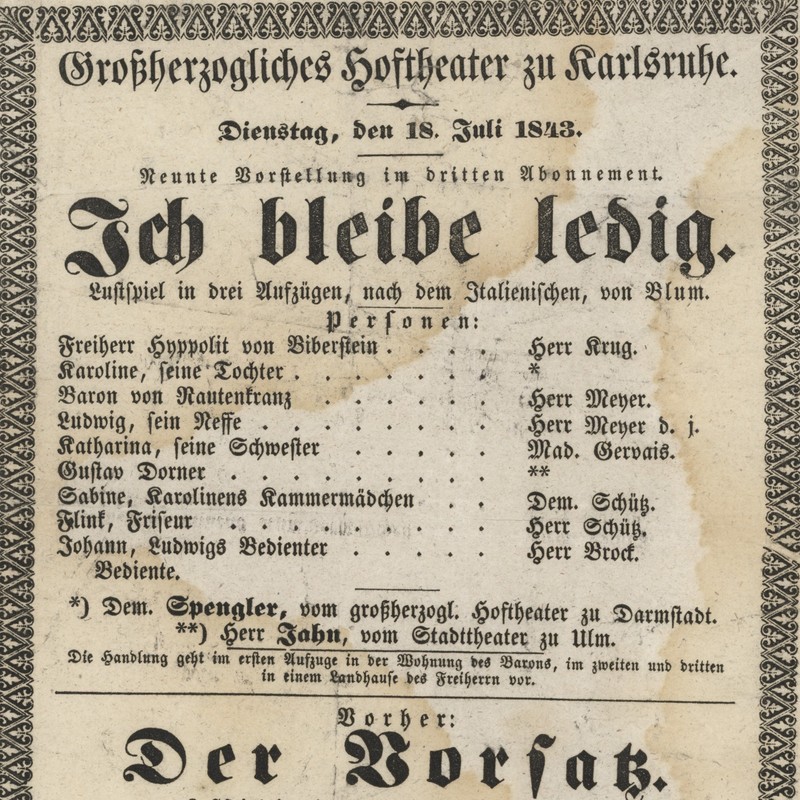 Großherzogliches Hoftheater zu Karlsruhe.
Dienstag, den 18. Juli 1843.
Neunte Vorstellung im dritten Abonnement.
Ich bleibe ledig.
Lustspiel in drei Aufzügen, nach dem Italienischen, von Blum.
Personen:
Freiherr Hyppolit von Biberstein . . . . Herr Krug.
Karoline, seine Tochter . . . . . . . *
Baron von Rautenkranz . . . . . . Herr Meyer.
Ludwig, sein Neffe . . . . . . . . Herr Meyer d. j.
Katharina, seine Schwester . . . . . Mad. Gervais.
Gustav Dorner . . . . . . . . . **
Sabine, Karolinens Kammermädchen . . Dem. Schütz.
Flink, Friseur . . . . . . . . . Herr Schütz.
Johann, Ludwigs Bedienter . . . . . Herr Brock.
Bediente.
*) Dem. Spengler, vom großherzogl. Hoftheater zu Darmstadt.
**) Herr Jahn, vom Stadttheater zu Ulm.
Die Handlung geht im ersten Aufzuge in der Wohnung des Barons, im zweiten und dritten
in einem Landhause des Freiherrn vor.
Vorher:
Der Vorsatz.